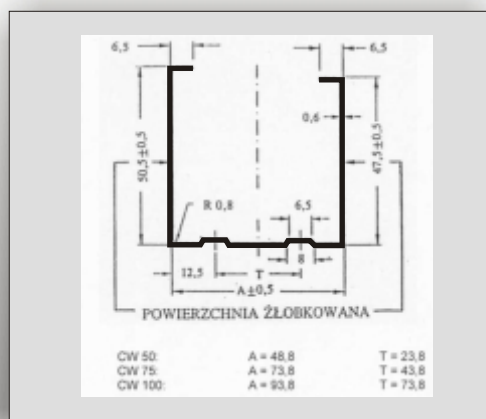 6,5 6,5
0,6
50,5±0,5 47,5±0,5
R 0,8 6,5
12,5 T 8
A±0,5
POWIERZCHNIA ŻŁOBKOWANA
CW 50: A = 48,8 T = 23,8
CW 75: A = 73,8 T = 43,8
CW 100: A = 93,8 T = 73,8